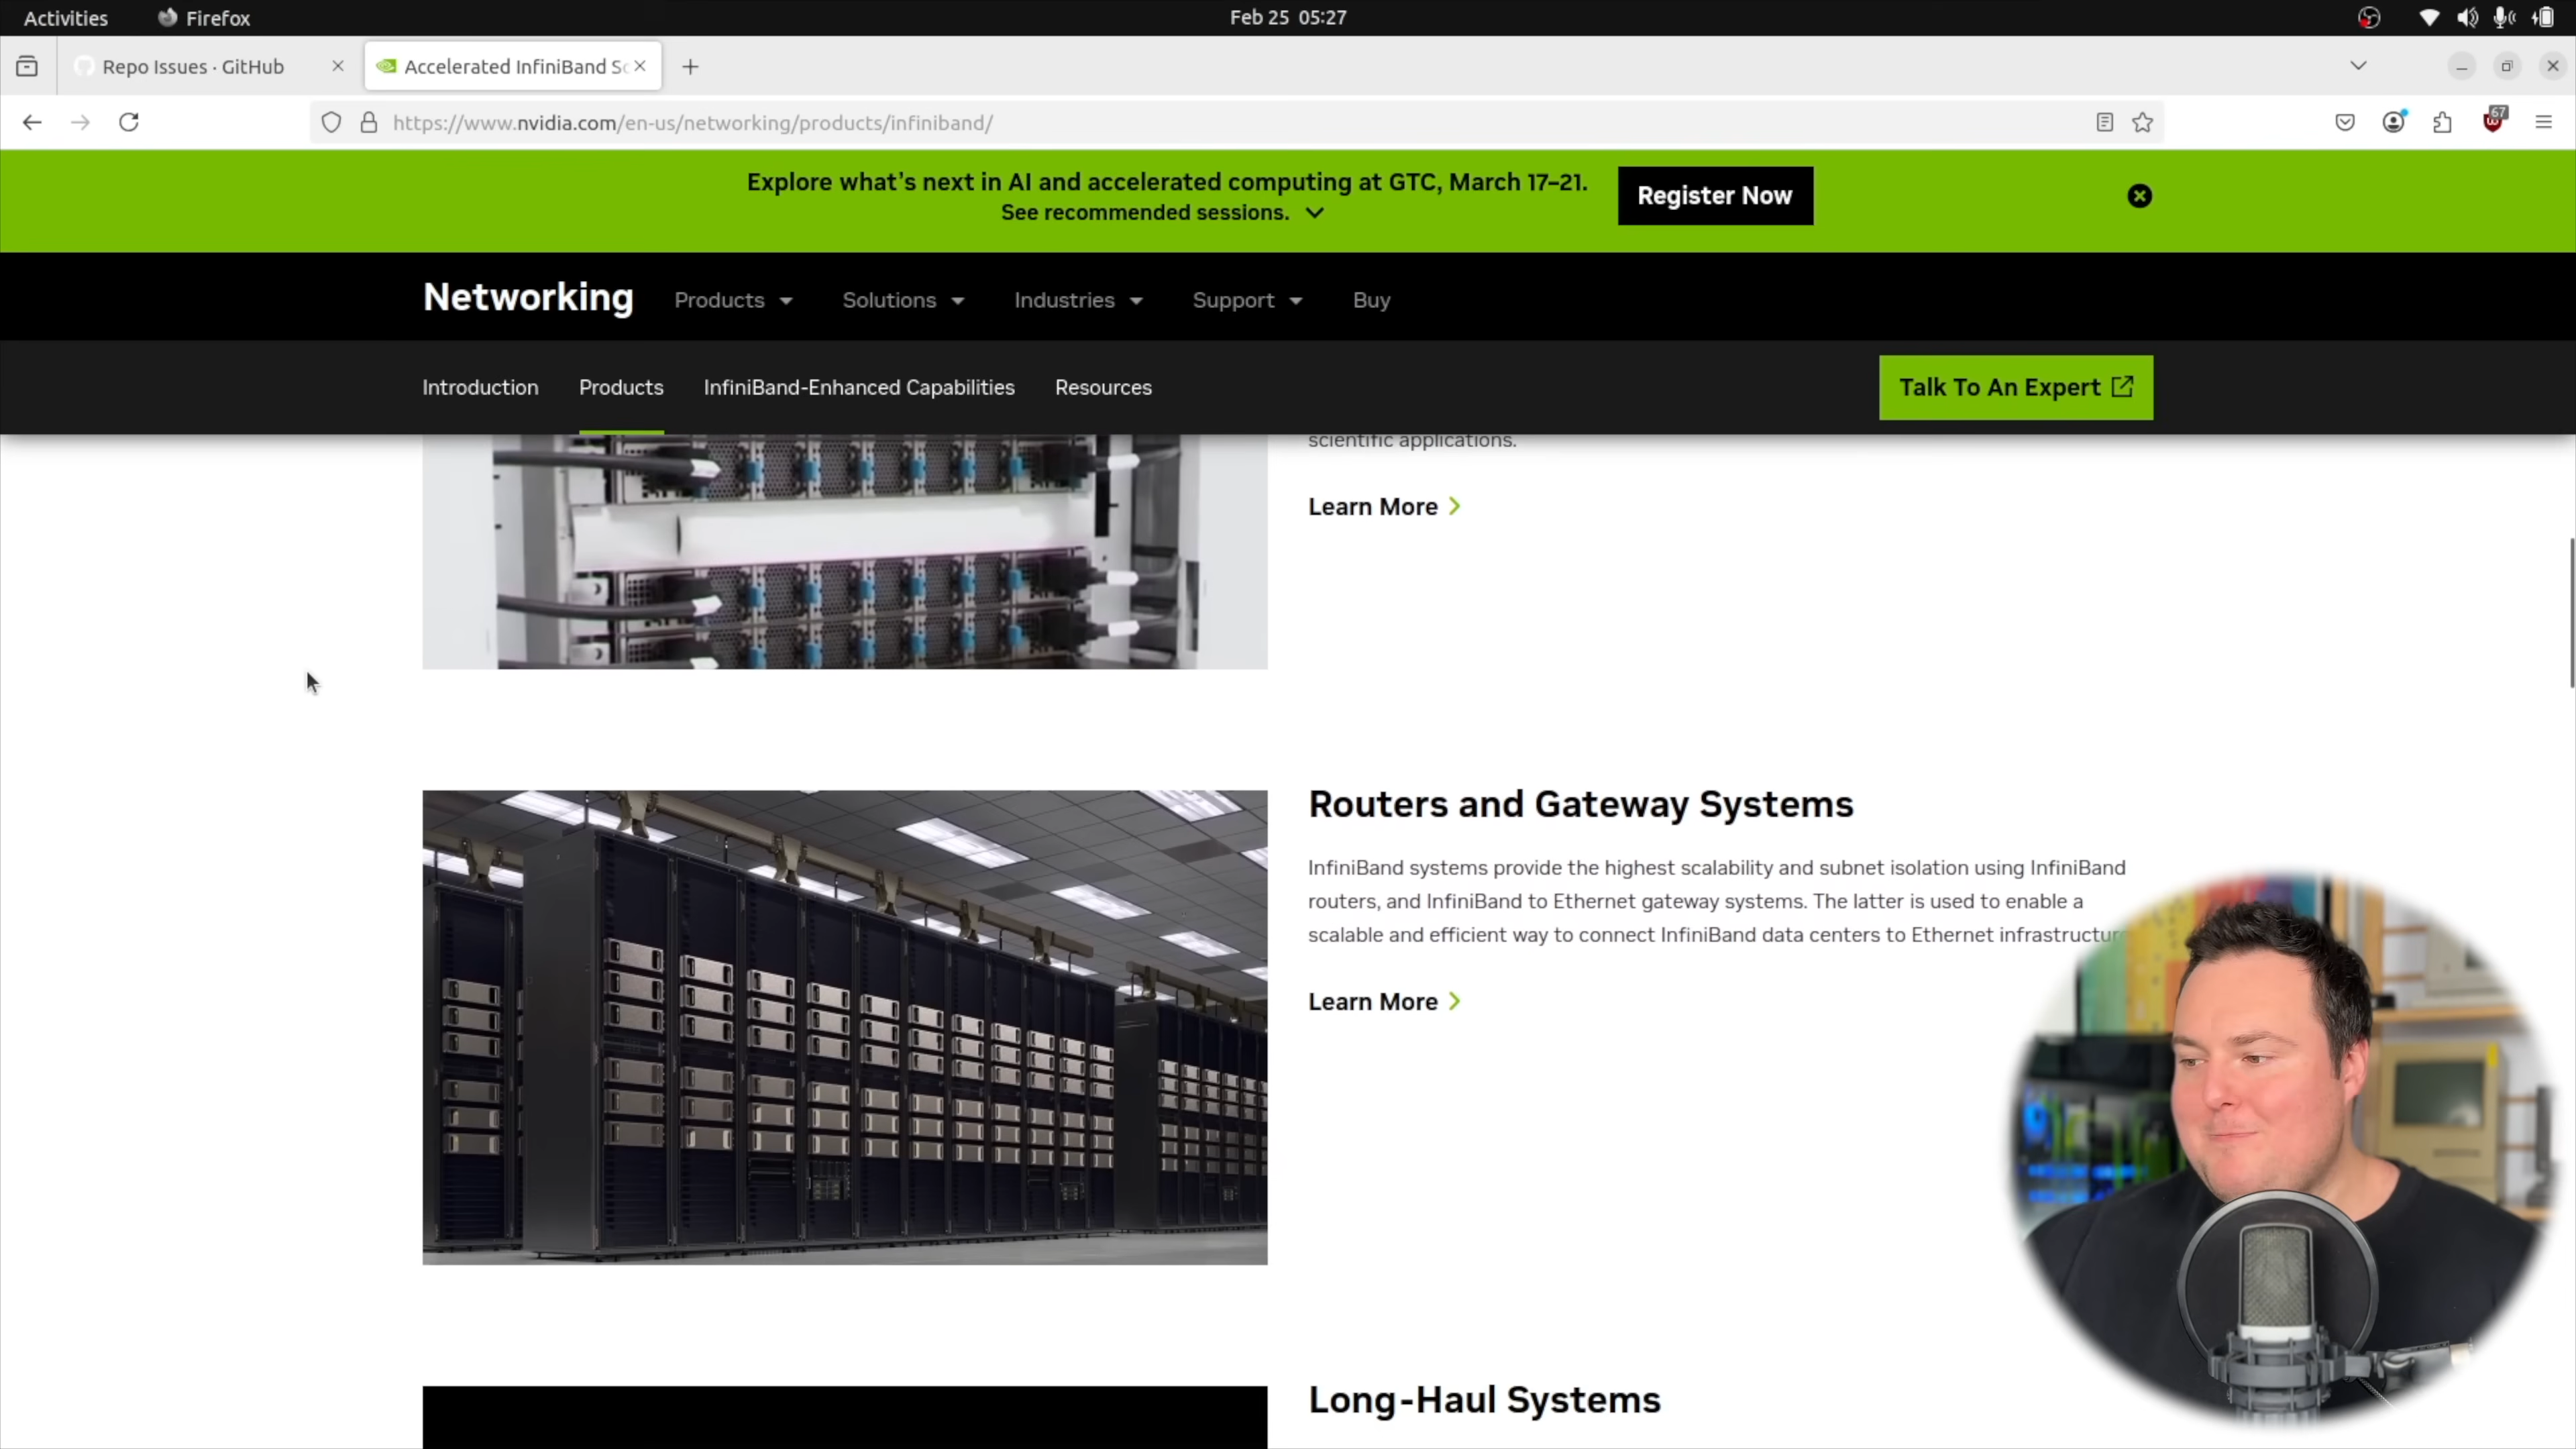 Activities Firefox Feb 25 05:27
Repo Issues · GitHub Accelerated InfiniBand So
https://www.nvidia.com/en-us/networking/products/infiniband/ 67
Explore what’s next in AI and accelerated computing at GTC, March 17–21.
See recommended sessions.
Register Now
Networking Products Solutions Industries Support Buy
Introduction Products InfiniBand-Enhanced Capabilities Resources Talk To An Expert
scientific applications.
Learn More
Routers and Gateway Systems
InfiniBand systems provide the highest scalability and subnet isolation using InfiniBand
routers, and InfiniBand to Ethernet gateway systems. The latter is used to enable a
scalable and efficient way to connect InfiniBand data centers to Ethernet infrastructure
Learn More
Long-Haul Systems